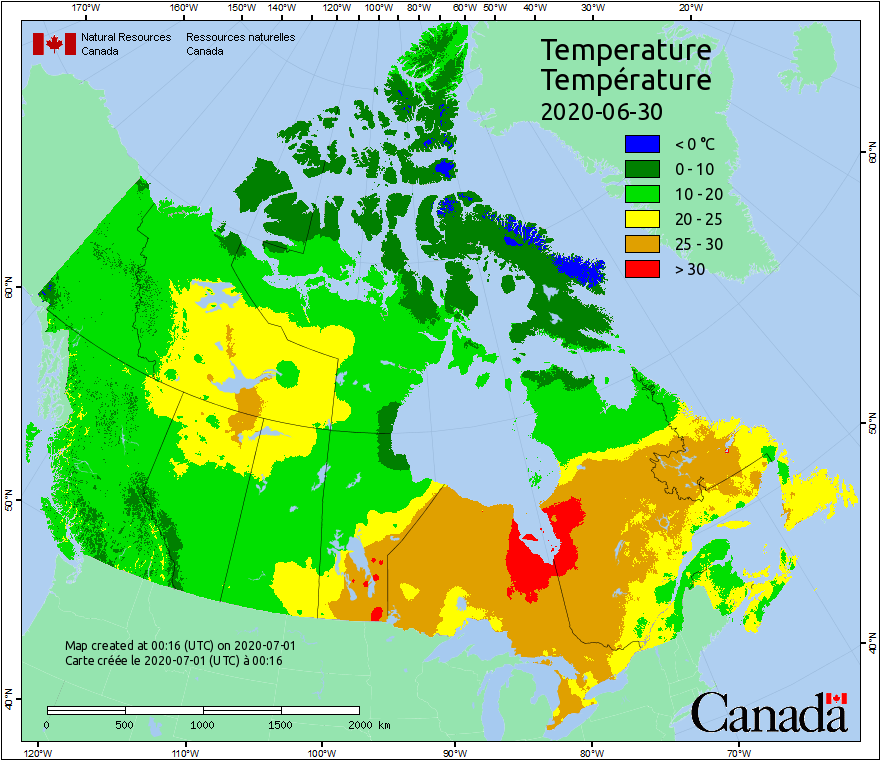 170°W 160°W 150°W 140°W 120°W 100°W 80°W 60°W 50°W 40°W 30°W 20°W
Natural Resources Ressources naturelles
Canada Canada
Temperature
Température
2020-06-30
< 0 °C
0 - 10
10 - 20
20 - 25
25 - 30
> 30
60°N
60°N
50°N
50°N
40°N
40°N
Map created at 00:16 (UTC) on 2020-07-01
Carte créée le 2020-07-01 (UTC) à 00:16
0 500 1000 1500 2000 km
Canada
120°W 110°W 100°W 90°W 80°W 70°W